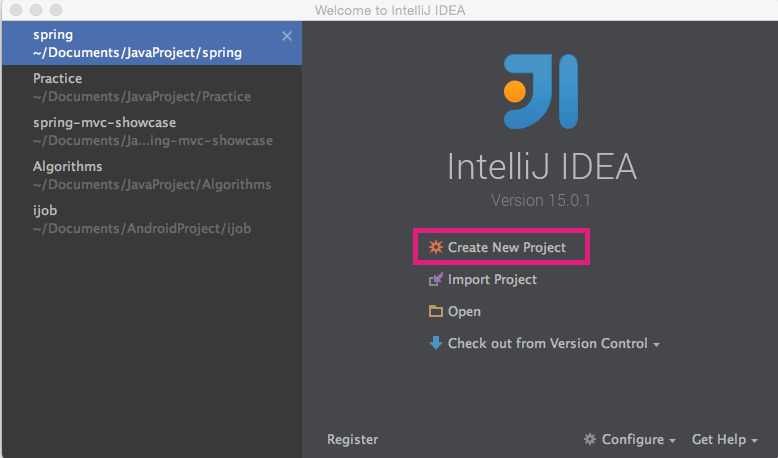 Welcome to IntelliJ IDEA
spring
~/Documents/JavaProject/spring
Practice
~/Documents/JavaProject/Practice
spring-mvc-showcase
~/Documents/Ja...ing-mvc-showcase
Algorithms
~/Documents/JavaProject/Algorithms
ijob
~/Documents/AndroidProject/ijob
IntelliJ IDEA
Version 15.0.1
Create New Project
Import Project
Open
Check out from Version Control
Register
Configure
Get Help